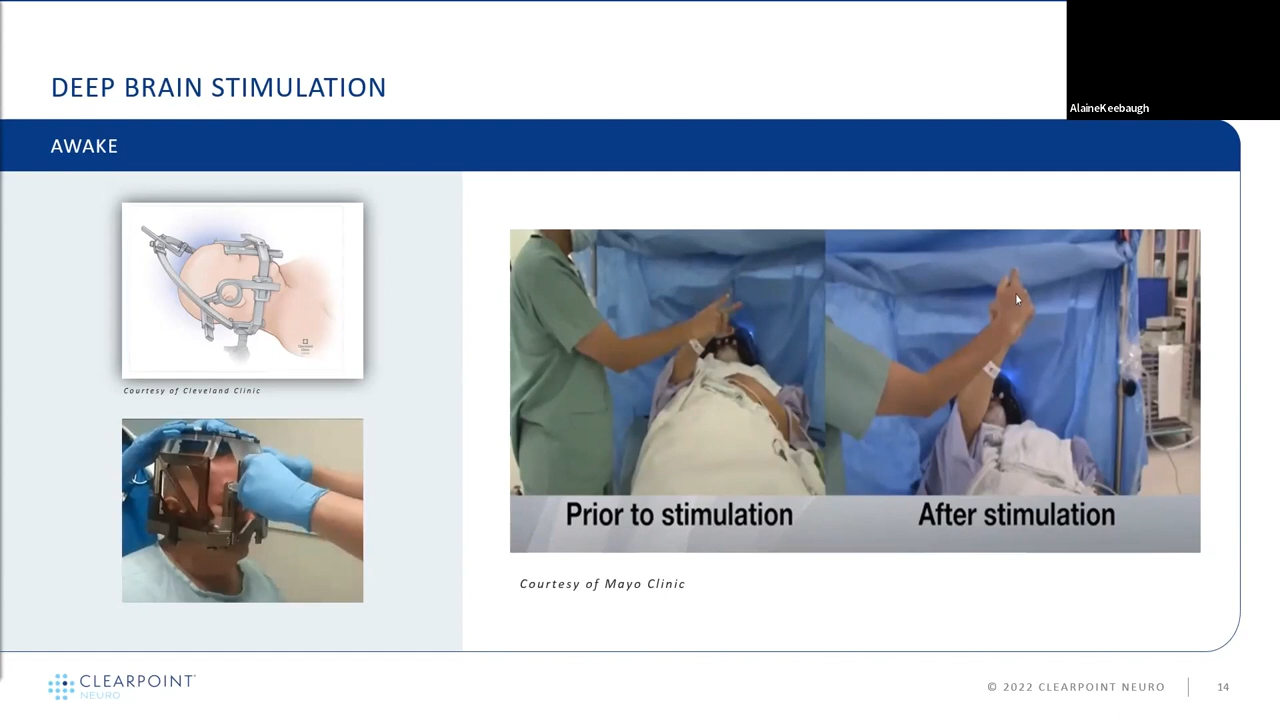 DEEP BRAIN STIMULATION
AlaineKeebaugh
AWAKE
Courtesy of Cleveland Clinic
Prior to stimulation
After stimulation
Courtesy of Mayo Clinic
CLEARPOINT
NEURO
© 2022 CLEARPOINT NEURO
14